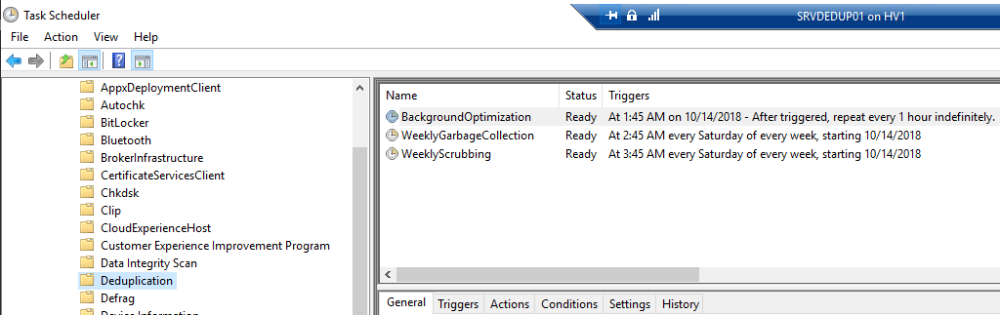 Task Scheduler
SRVDEDUP01 on HV1
File Action View Help
AppxDeploymentClient
Autochk
BitLocker
Bluetooth
BrokerInfrastructure
CertificateServicesClient
Chkdsk
Clip
CloudExperienceHost
Customer Experience Improvement Program
Data Integrity Scan
Deduplication
Defrag
Device Information
Name Status Triggers
BackgroundOptimization Ready At 1:45 AM on 10/14/2018 - After triggered, repeat every 1 hour indefinitely.
WeeklyGarbageCollection Ready At 2:45 AM every Saturday of every week, starting 10/14/2018
WeeklyScrubbing Ready At 3:45 AM every Saturday of every week, starting 10/14/2018
General Triggers Actions Conditions Settings History